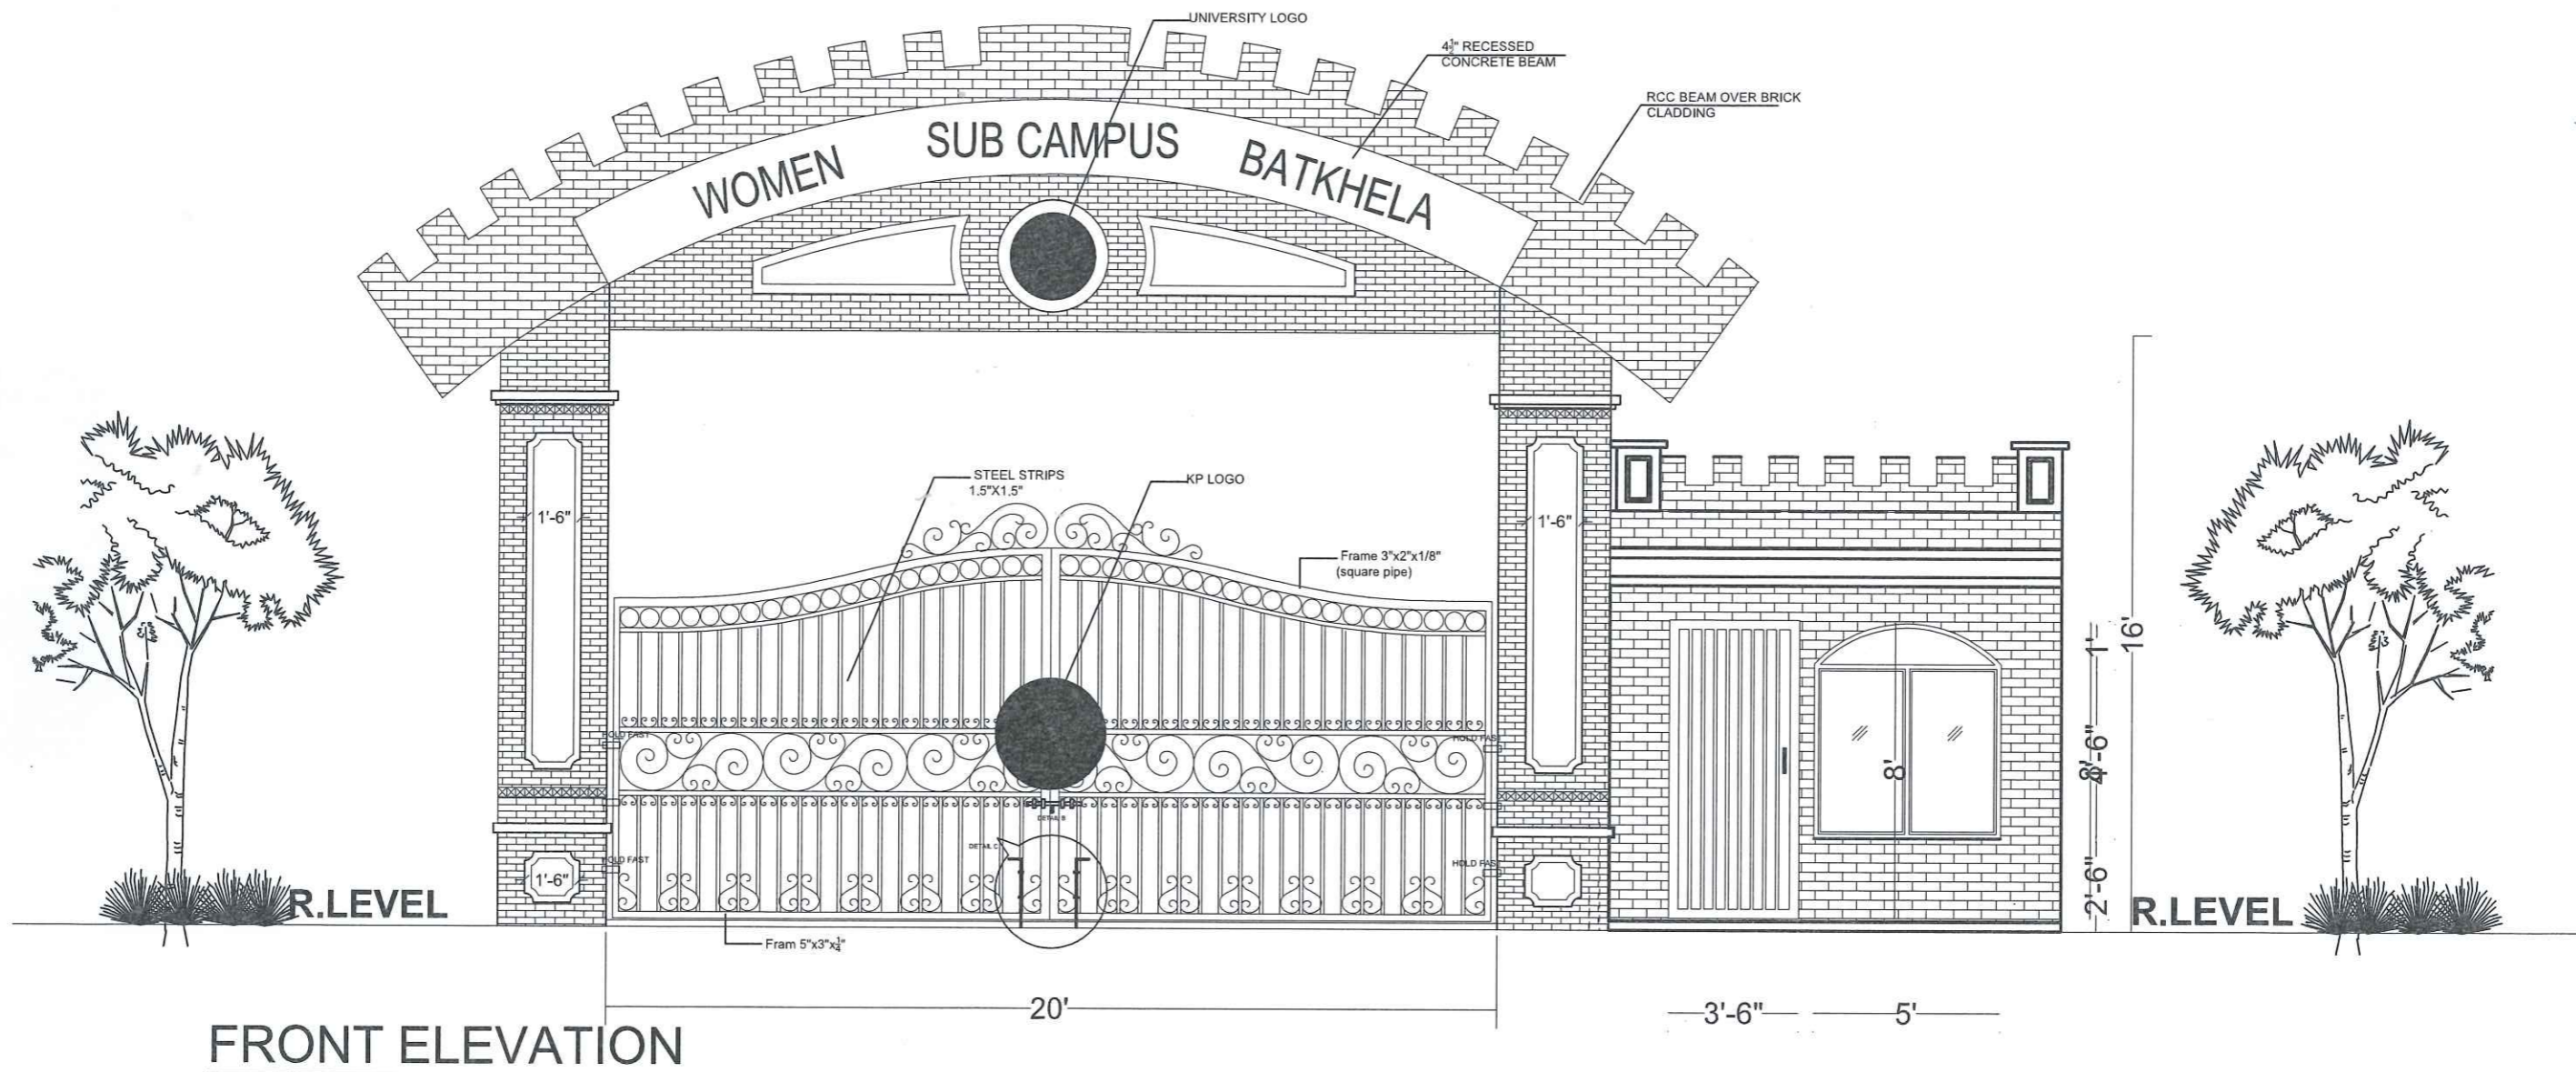 UNIVERSITY LOGO
4½" RECESSED
CONCRETE BEAM
RCC BEAM OVER BRICK
CLADDING
WOMEN SUB CAMPUS BATKHELA
STEEL STRIPS
1.5"X1.5"
KP LOGO
Frame 3"x2"x1/8"
(square pipe)
1'-6"
1'-6"
16'
1'
HOLD FAST
HOLD FAST
8'
4'-6"
8'
DETAIL B
DETAIL C
HOLD FAST
HOLD FAST
1'-6"
2'-6"
R.LEVEL
R.LEVEL
Fram 5"x3"x¼"
20'
3'-6"
5'
FRONT ELEVATION